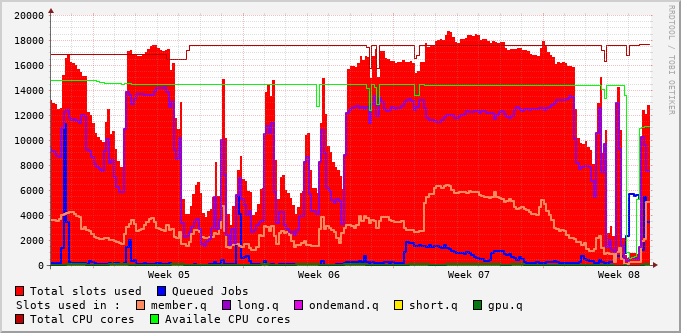 20000
18000
16000
14000
12000
10000
8000
6000
4000
2000
0
Week 05 Week 06 Week 07 Week 08
RRDTOOL / TOBI OETIKER
Total slots used Queued Jobs
Slots used in : member.q long.q ondemand.q short.q gpu.q
Total CPU cores Availale CPU cores